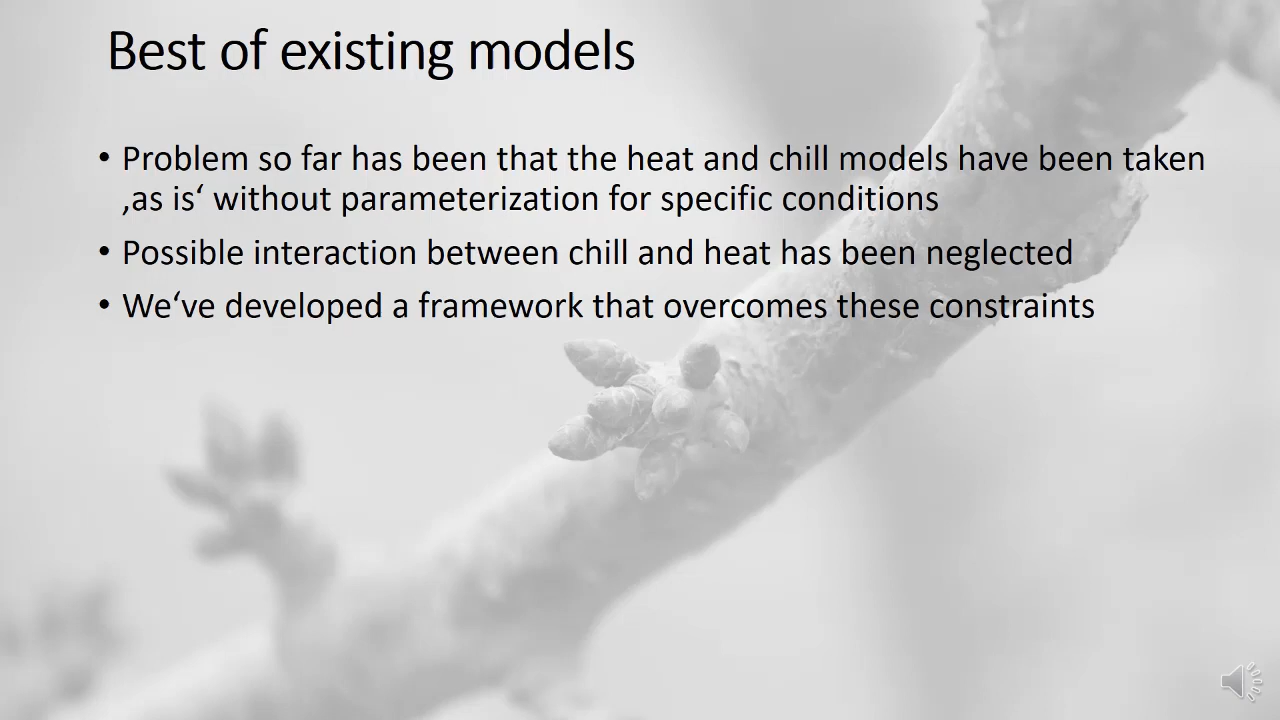 Best of existing models
• Problem so far has been that the heat and chill models have been taken
‚as is‘ without parameterization for specific conditions
• Possible interaction between chill and heat has been neglected
• We‘ve developed a framework that overcomes these constraints